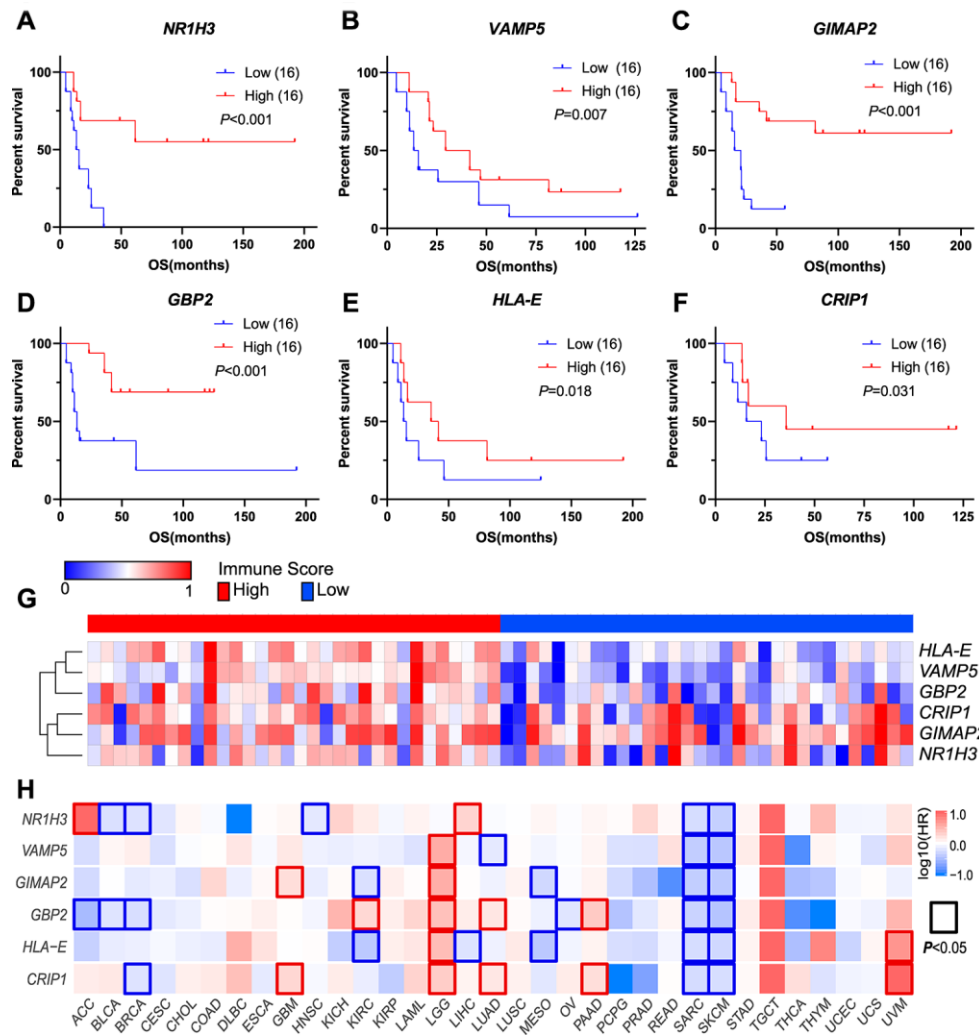 A
NR1H3
Percent survival
100
50
0
0 50 100 150 200
OS(months)
Low (16)
High (16)
P<0.001
B
VAMP5
Percent survival
100
50
0
0 25 50 75 100 125
OS(months)
Low (16)
High (16)
P=0.007
C
GIMAP2
Percent survival
100
50
0
0 50 100 150 200
OS(months)
Low (16)
High (16)
P<0.001
D
GBP2
Percent survival
100
50
0
0 50 100 150 200
OS(months)
Low (16)
High (16)
P<0.001
E
HLA-E
Percent survival
100
50
0
0 50 100 150 200
OS(months)
Low (16)
High (16)
P=0.018
F
CRIP1
Percent survival
100
50
0
0 25 50 75 100 125
OS(months)
Low (16)
High (16)
P=0.031
0 1
Immune Score
High Low
G
HLA-E
VAMP5
GBP2
CRIP1
GIMAP2
NR1H3
H
NR1H3
VAMP5
GIMAP2
GBP2
HLA−E
CRIP1
ACC BLCA BRCA CESC CHOL COAD DLBC ESCA GBM HNSC KICH KIRC KIRP LAML LGG LIHC LUAD LUSC MESO OV PAAD PCPG PRAD READ SARC SKCM STAD TGCT THCA THYM UCEC UCS UVM
log10(HR)
1.0
0.0
−1.0
P<0.05